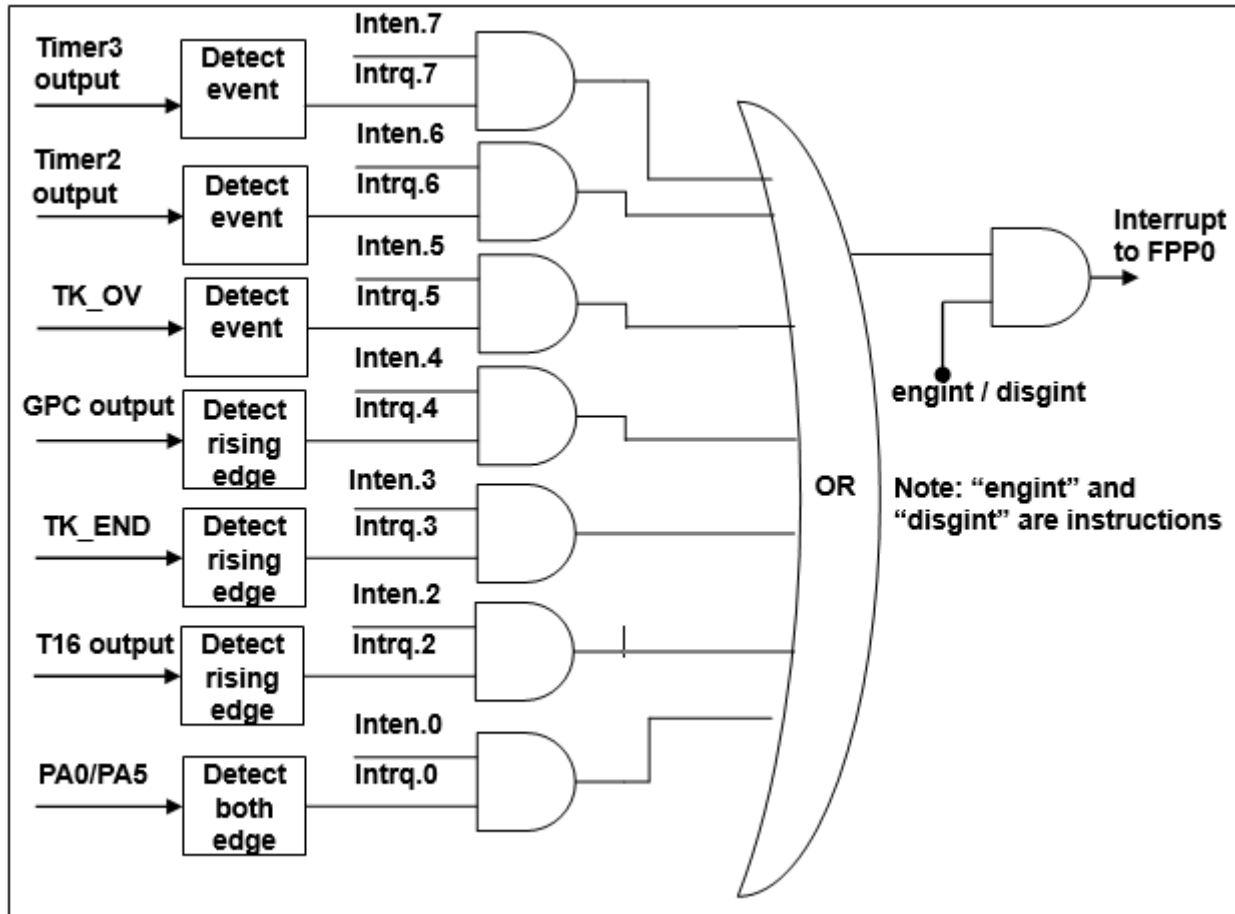 Timer3
output
Detect
event
Inten.7
Intrq.7
Timer2
output
Detect
event
Inten.6
Intrq.6
TK_OV
Detect
event
Inten.5
Intrq.5
GPC output
Detect
rising
edge
Inten.4
Intrq.4
TK_END
Detect
rising
edge
Inten.3
Intrq.3
T16 output
Detect
rising
edge
Inten.2
Intrq.2
PA0/PA5
Detect
both
edge
Inten.0
Intrq.0
OR
Interrupt
to FPP0
engint / disgint
Note: “engint” and
“disgint” are instructions